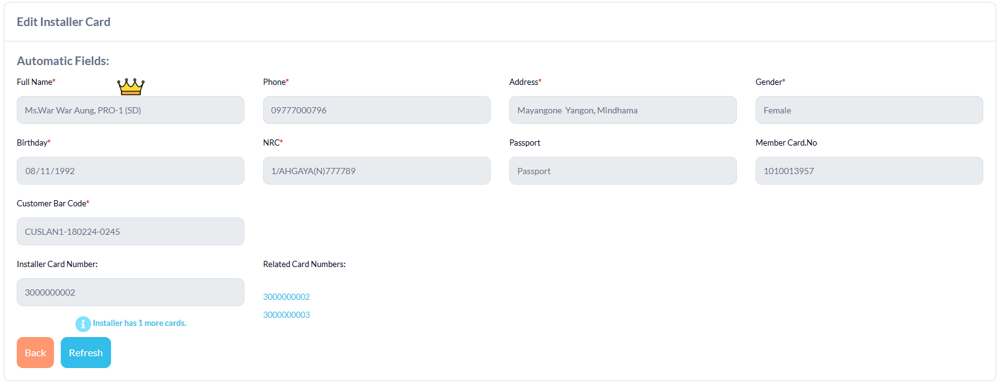 Edit Installer Card
Automatic Fields:
Full Name* Phone* Address* Gender*
Ms.War War Aung, PRO-1 (SD) 09777000796 Mayangone  Yangon, Mindhama Female
Birthday* NRC* Passport Member Card.No
08/11/1992 1/AHGAYA(N)777789 Passport 1010013957
Customer Bar Code*
CUSLAN1-180224-0245
Installer Card Number: Related Card Numbers:
3000000002
3000000002
3000000003
i Installer has 1 more cards.
Back Refresh